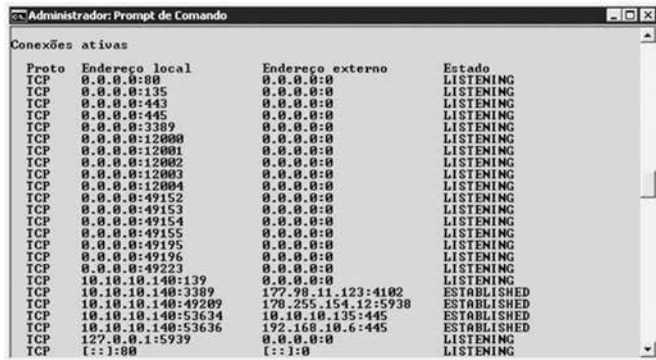 Administrador: Prompt de Comando
Conexões ativas
Proto Endereço local Endereço externo Estado
TCP 0.0.0.0:80 0.0.0.0:0 LISTENING
TCP 0.0.0.0:135 0.0.0.0:0 LISTENING
TCP 0.0.0.0:443 0.0.0.0:0 LISTENING
TCP 0.0.0.0:445 0.0.0.0:0 LISTENING
TCP 0.0.0.0:3389 0.0.0.0:0 LISTENING
TCP 0.0.0.0:12000 0.0.0.0:0 LISTENING
TCP 0.0.0.0:12001 0.0.0.0:0 LISTENING
TCP 0.0.0.0:12002 0.0.0.0:0 LISTENING
TCP 0.0.0.0:12003 0.0.0.0:0 LISTENING
TCP 0.0.0.0:12004 0.0.0.0:0 LISTENING
TCP 0.0.0.0:49152 0.0.0.0:0 LISTENING
TCP 0.0.0.0:49153 0.0.0.0:0 LISTENING
TCP 0.0.0.0:49154 0.0.0.0:0 LISTENING
TCP 0.0.0.0:49155 0.0.0.0:0 LISTENING
TCP 0.0.0.0:49195 0.0.0.0:0 LISTENING
TCP 0.0.0.0:49196 0.0.0.0:0 LISTENING
TCP 0.0.0.0:49223 0.0.0.0:0 LISTENING
TCP 10.10.10.140:139 0.0.0.0:0 LISTENING
TCP 10.10.10.140:3389 177.98.11.123:4102 ESTABLISHED
TCP 10.10.10.140:49209 178.255.154.12:5938 ESTABLISHED
TCP 10.10.10.140:53634 10.10.10.135:445 ESTABLISHED
TCP 10.10.10.140:53636 192.168.10.6:445 ESTABLISHED
TCP 127.0.0.1:5939 0.0.0.0:0 LISTENING
TCP [::]:80 [::]:0 LISTENING